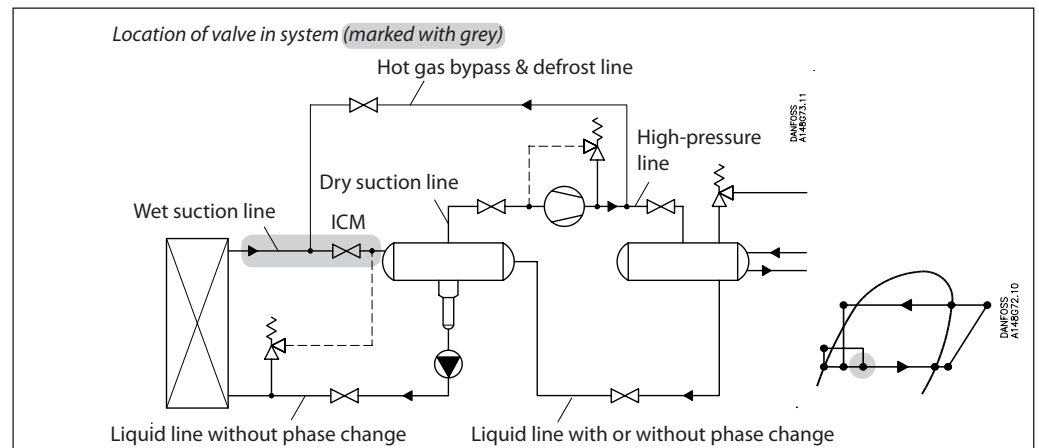 Location of valve in system (marked with grey)
Hot gas bypass & defrost line
DANFOSS
A148G73.11
High-pressure
line
Dry suction line
Wet suction line
ICM
DANFOSS
A148G72.10
Liquid line without phase change
Liquid line with or without phase change